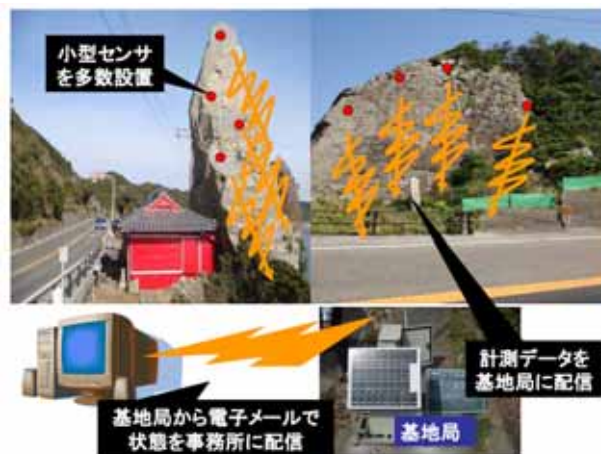 小型センサ
を多数設置
計測データを
基地局に配信
基地局から電子メールで
状態を事務所に配信
基地局